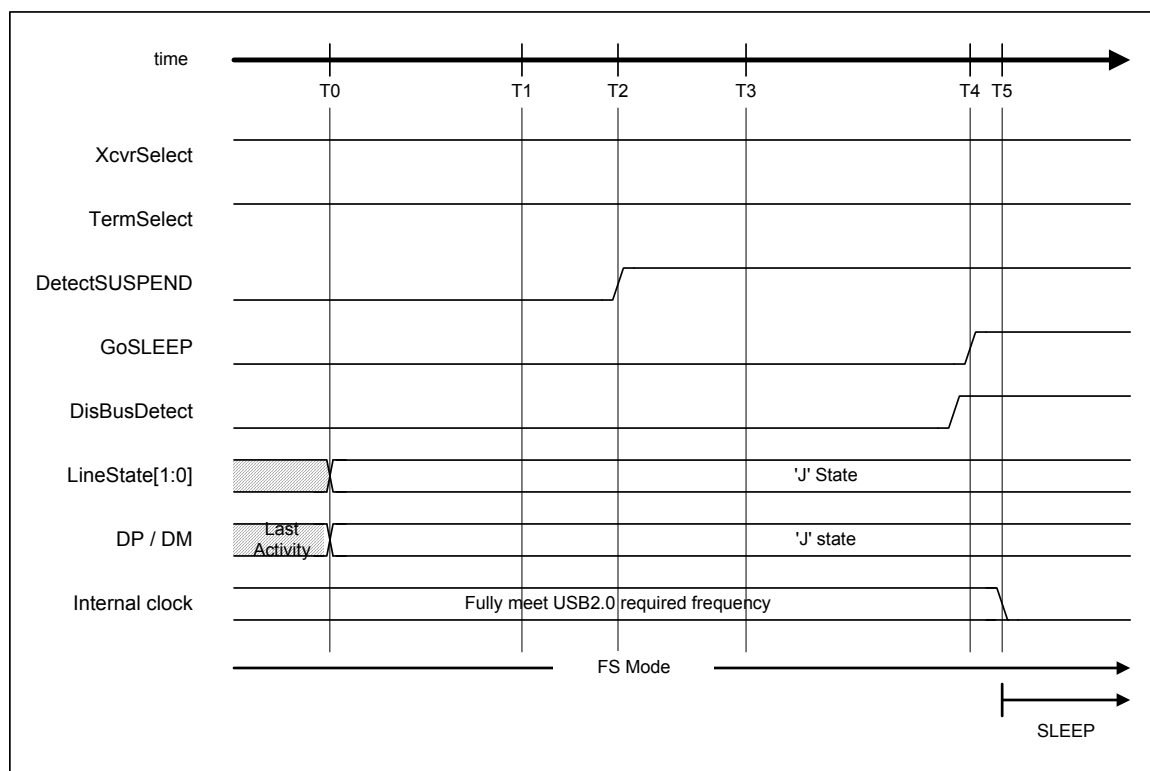 time
T0
T1
T2
T3
T4
T5
XcvrSelect
TermSelect
DetectSUSPEND
GoSLEEP
DisBusDetect
LineState[1:0]
'J' State
DP / DM
Last
Activity
'J' state
Internal clock
Fully meet USB2.0 required frequency
FS Mode
SLEEP